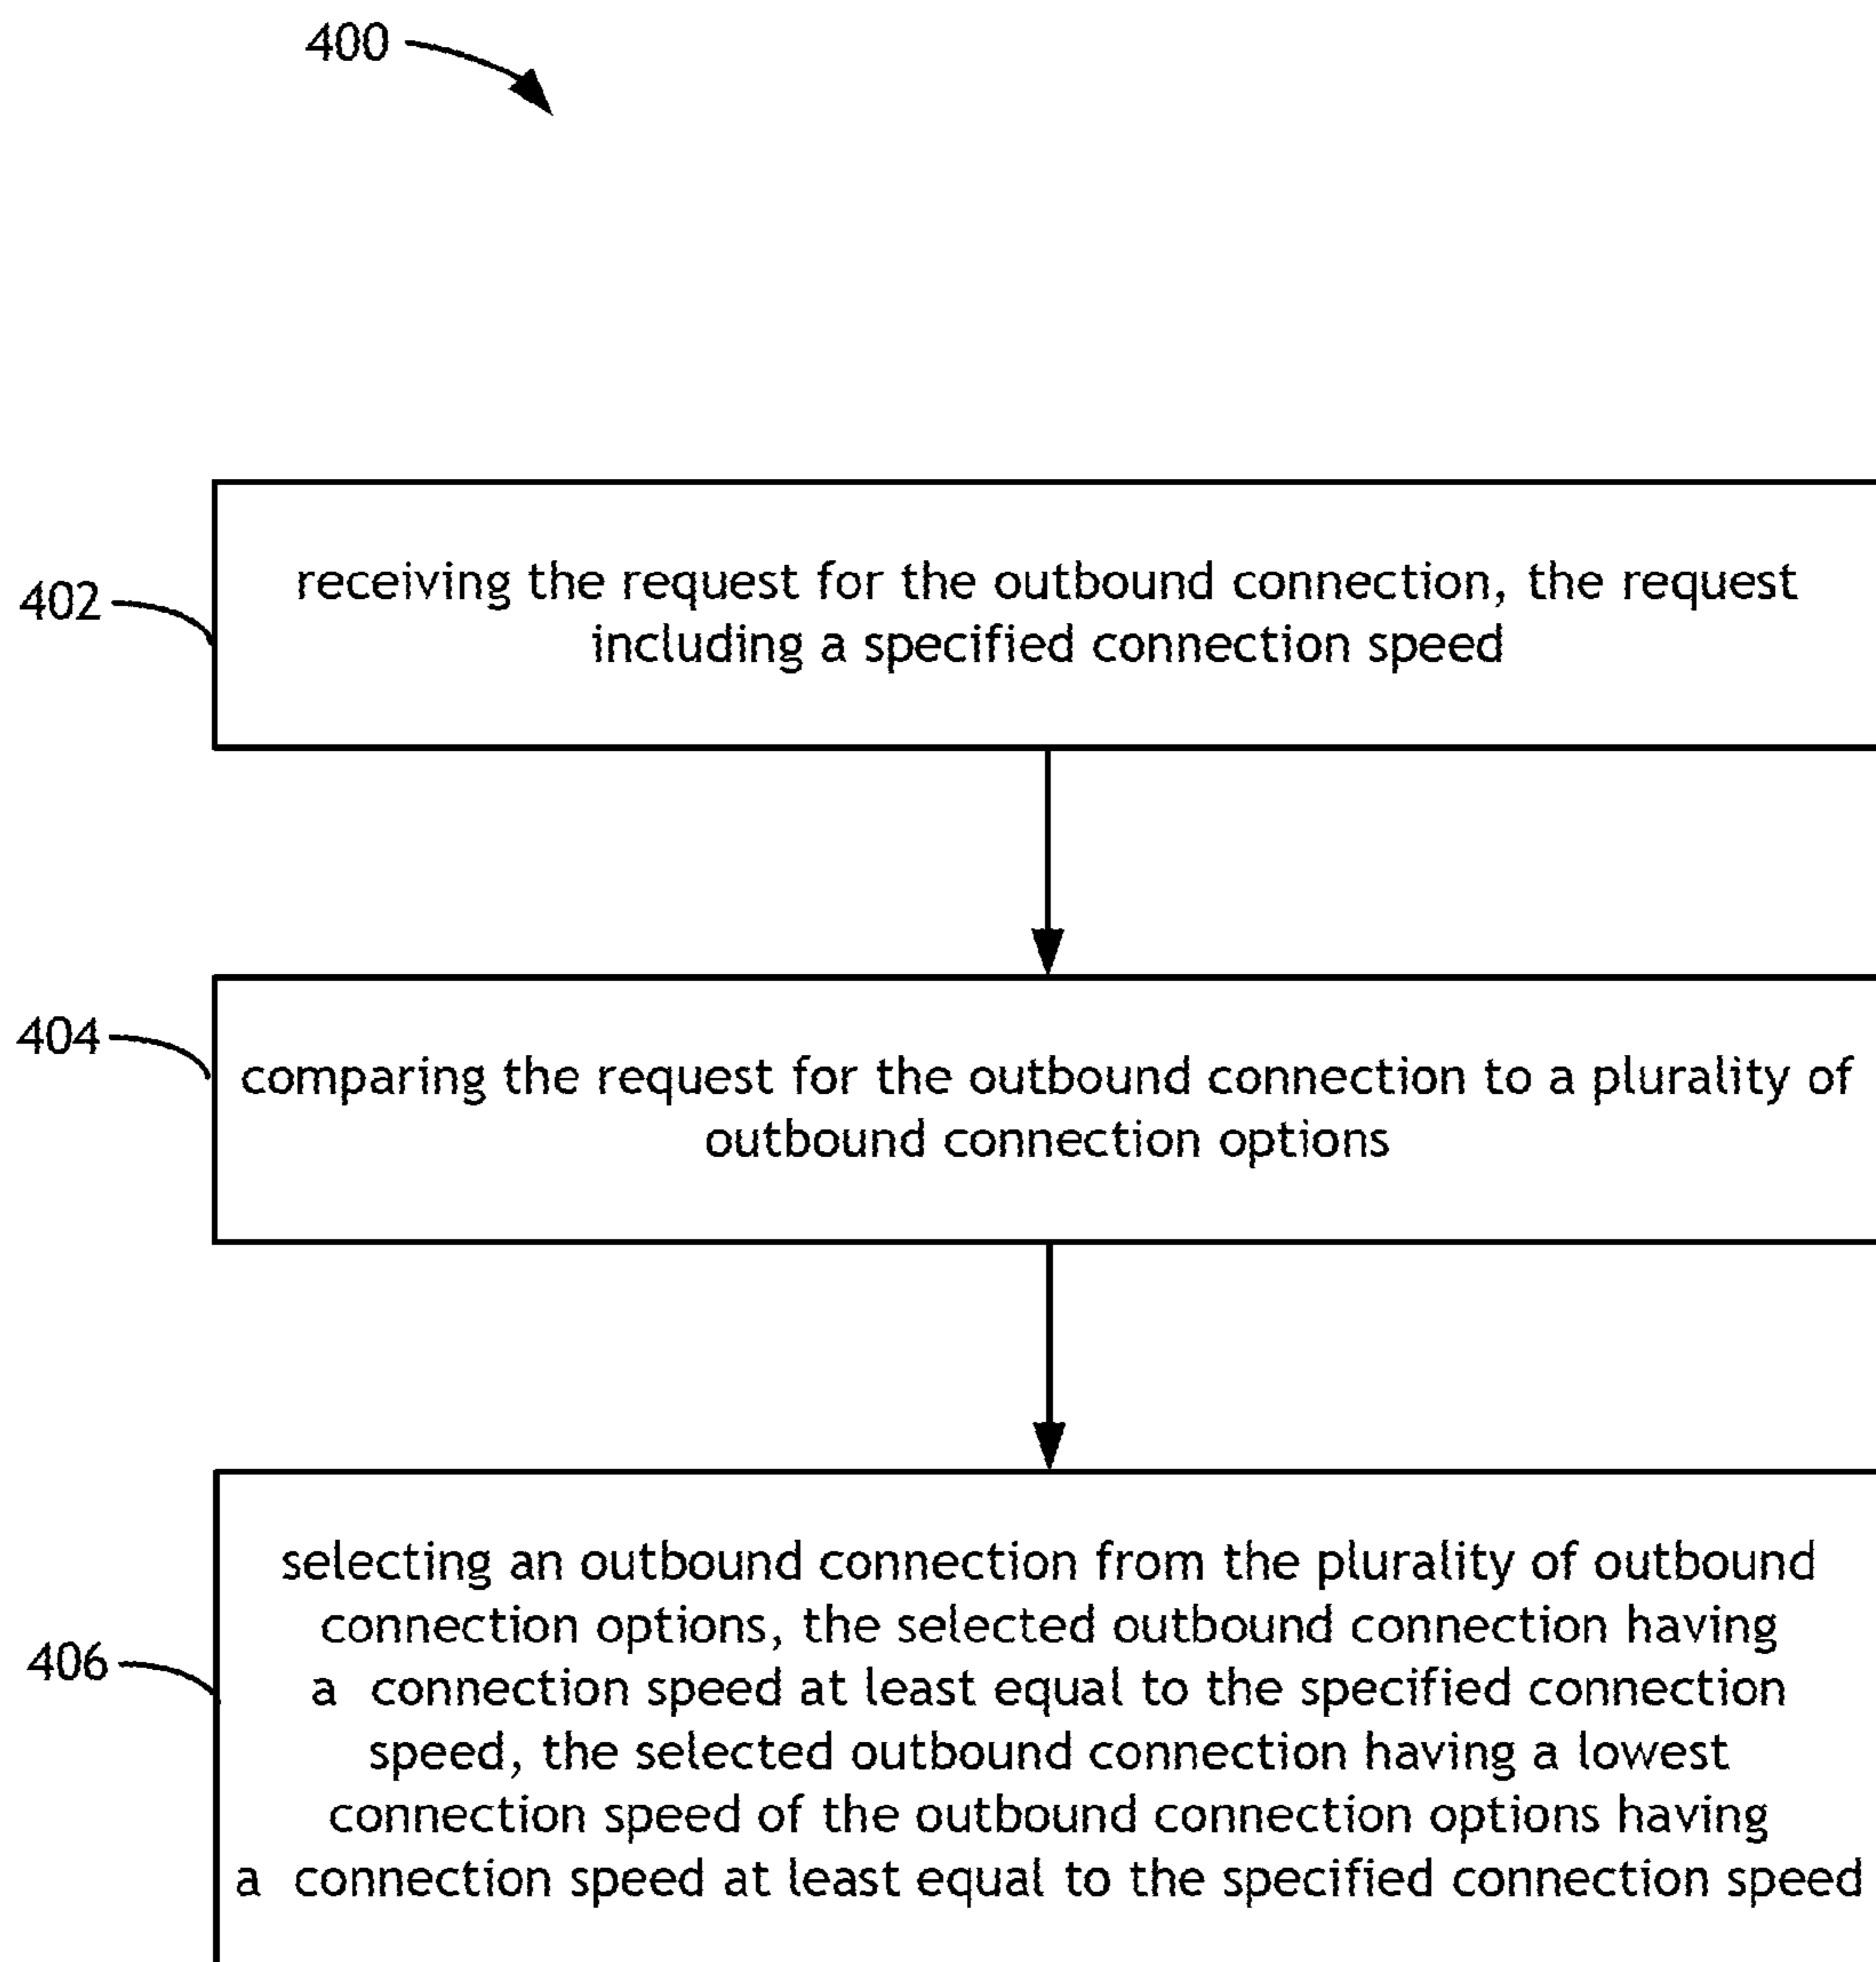 400
402
receiving the request for the outbound connection, the request
including a specified connection speed
404
comparing the request for the outbound connection to a plurality of
outbound connection options
406
selecting an outbound connection from the plurality of outbound
connection options, the selected outbound connection having
a connection speed at least equal to the specified connection
speed, the selected outbound connection having a lowest
connection speed of the outbound connection options having
a connection speed at least equal to the specified connection speed